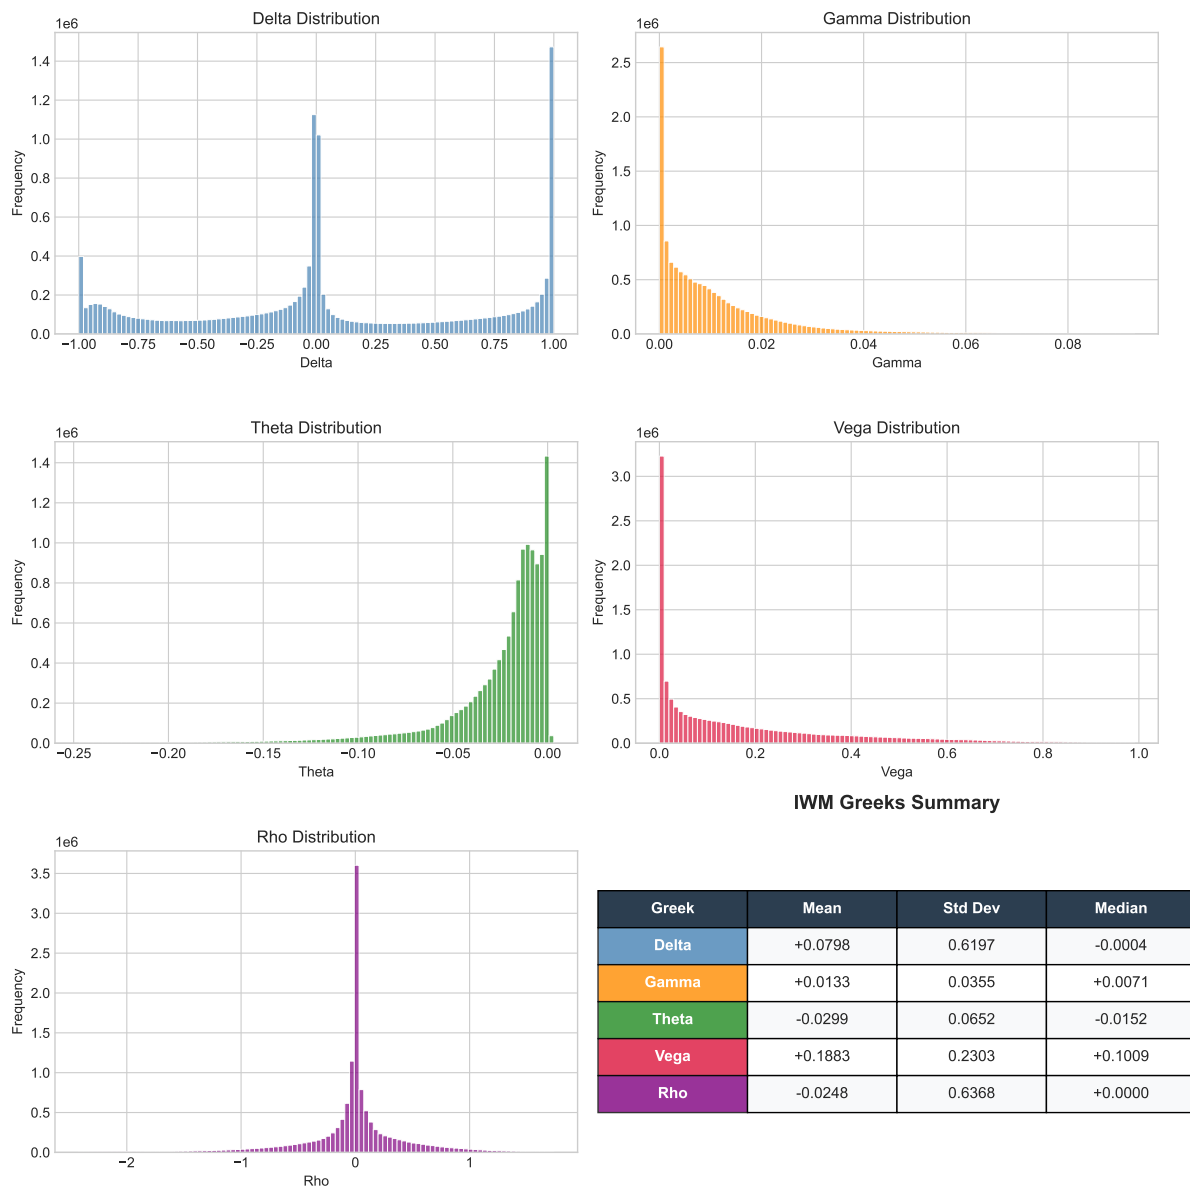 Delta Distribution
1e6
Frequency
1.4
1.2
1.0
0.8
0.6
0.4
0.2
0.0
−1.00 −0.75 −0.50 −0.25 0.00 0.25 0.50 0.75 1.00
Delta
Gamma Distribution
1e6
Frequency
2.5
2.0
1.5
1.0
0.5
0.0
0.00 0.02 0.04 0.06 0.08
Gamma
Theta Distribution
1e6
Frequency
1.4
1.2
1.0
0.8
0.6
0.4
0.2
0.0
−0.25 −0.20 −0.15 −0.10 −0.05 0.00
Theta
Vega Distribution
1e6
Frequency
3.0
2.5
2.0
1.5
1.0
0.5
0.0
0.0 0.2 0.4 0.6 0.8 1.0
Vega
Rho Distribution
1e6
Frequency
3.5
3.0
2.5
2.0
1.5
1.0
0.5
0.0
−2 −1 0 1
Rho
IWM Greeks Summary
Greek Mean Std Dev Median
Delta +0.0798 0.6197 -0.0004
Gamma +0.0133 0.0355 +0.0071
Theta -0.0299 0.0652 -0.0152
Vega +0.1883 0.2303 +0.1009
Rho -0.0248 0.6368 +0.0000